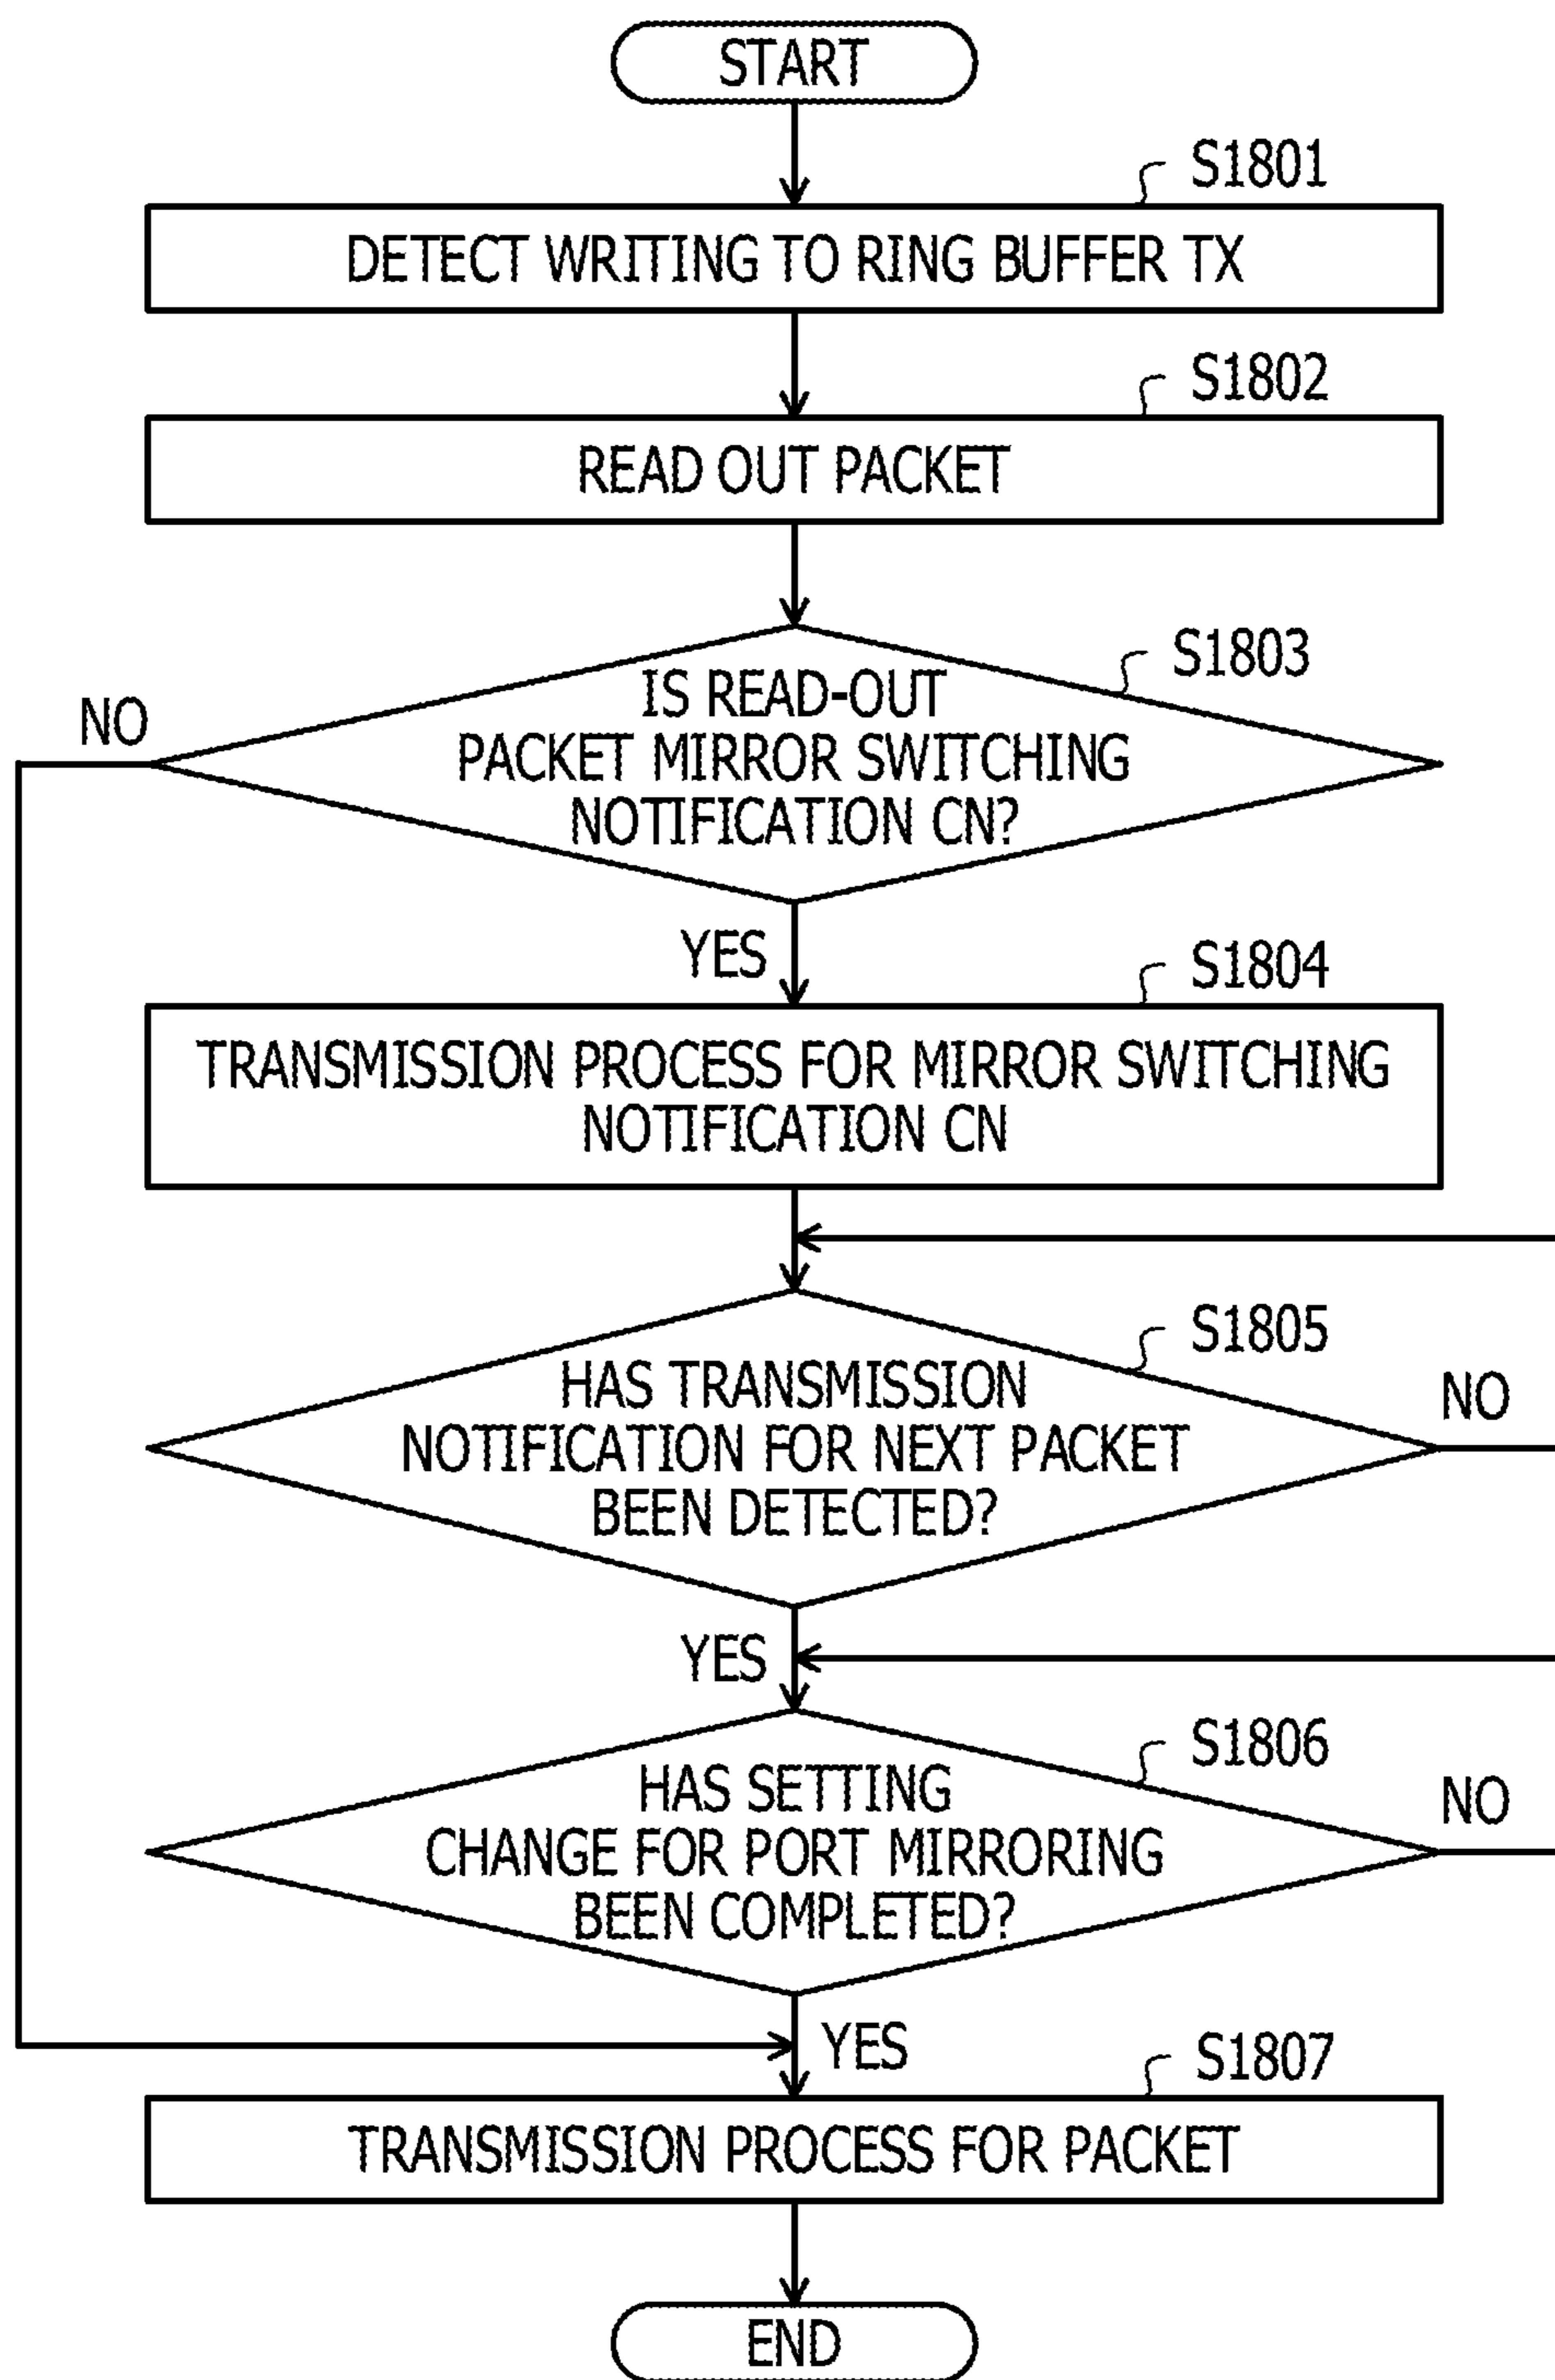 START
S1801
DETECT WRITING TO RING BUFFER TX
S1802
READ OUT PACKET
S1803
IS READ-OUT
PACKET MIRROR SWITCHING
NOTIFICATION CN?
NO
YES
S1804
TRANSMISSION PROCESS FOR MIRROR SWITCHING
NOTIFICATION CN
S1805
HAS TRANSMISSION
NOTIFICATION FOR NEXT PACKET
BEEN DETECTED?
NO
YES
S1806
HAS SETTING
CHANGE FOR PORT MIRRORING
BEEN COMPLETED?
NO
YES
S1807
TRANSMISSION PROCESS FOR PACKET
END